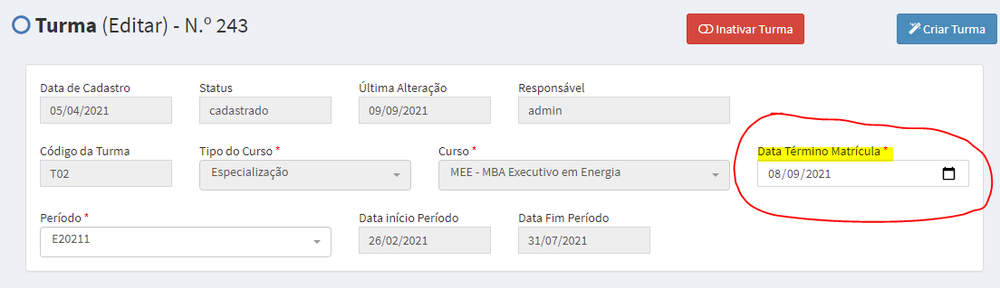 Turma (Editar) - N.º 243
Inativar Turma
Criar Turma
Data de Cadastro
Status
Última Alteração
Responsável
05/04/2021
cadastrado
09/09/2021
admin
Código da Turma
Tipo do Curso *
Curso *
Data Término Matrícula *
T02
Especialização
MEE - MBA Executivo em Energia
08/09/2021
Período *
Data início Período
Data Fim Período
E20211
26/02/2021
31/07/2021